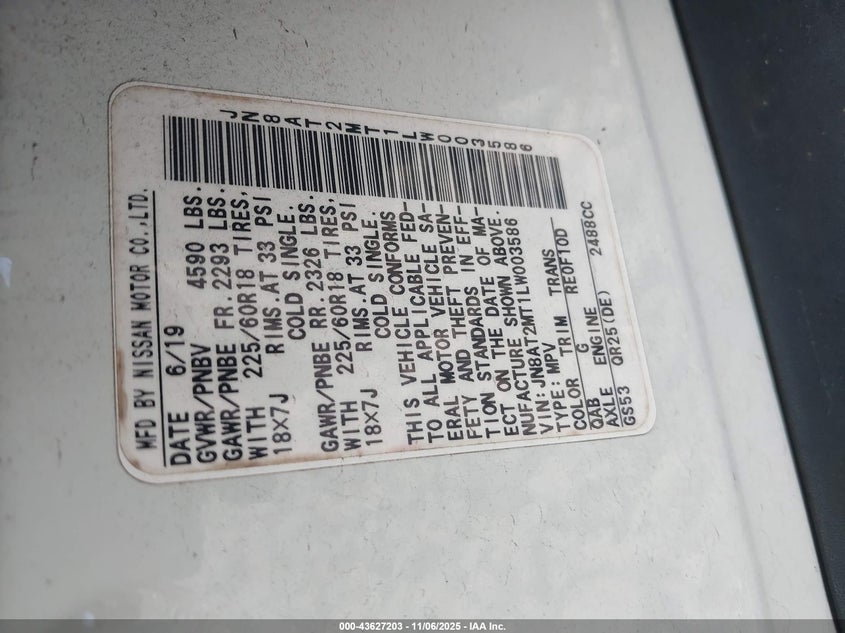 JN8AT2MT1LW003586
MFD BY NISSAN MOTOR CO.,LTD.
DATE 6/19
GVWR/PNBV 4590 LBS.
GAWR/PNBE FR. 2293 LBS.
WITH 225/60R18 TIRES,
18X7J RIMS. AT 33 PSI
COLD SINGLE.
GAWR/PNBE RR. 2326 LBS.
WITH 225/60R18 TIRES,
18X7J RIMS. AT 33 PSI
COLD SINGLE.
THIS VEHICLE CONFORMS
TO ALL APPLICABLE FED-
ERAL MOTOR VEHICLE SA-
FETY AND THEFT PREVEN-
TION STANDARDS IN EFF-
ECT ON THE DATE OF MA-
NUFACTURE SHOWN ABOVE.
VIN: JN8AT2MT1LW003586
TYPE: MPV
COLOR TRIM TRANS
QAB G RE0FT0D
AXLE ENGINE
GS53 QR25(DE) 2488CC
000-43627203 - 11/06/2025 - IAA Inc.